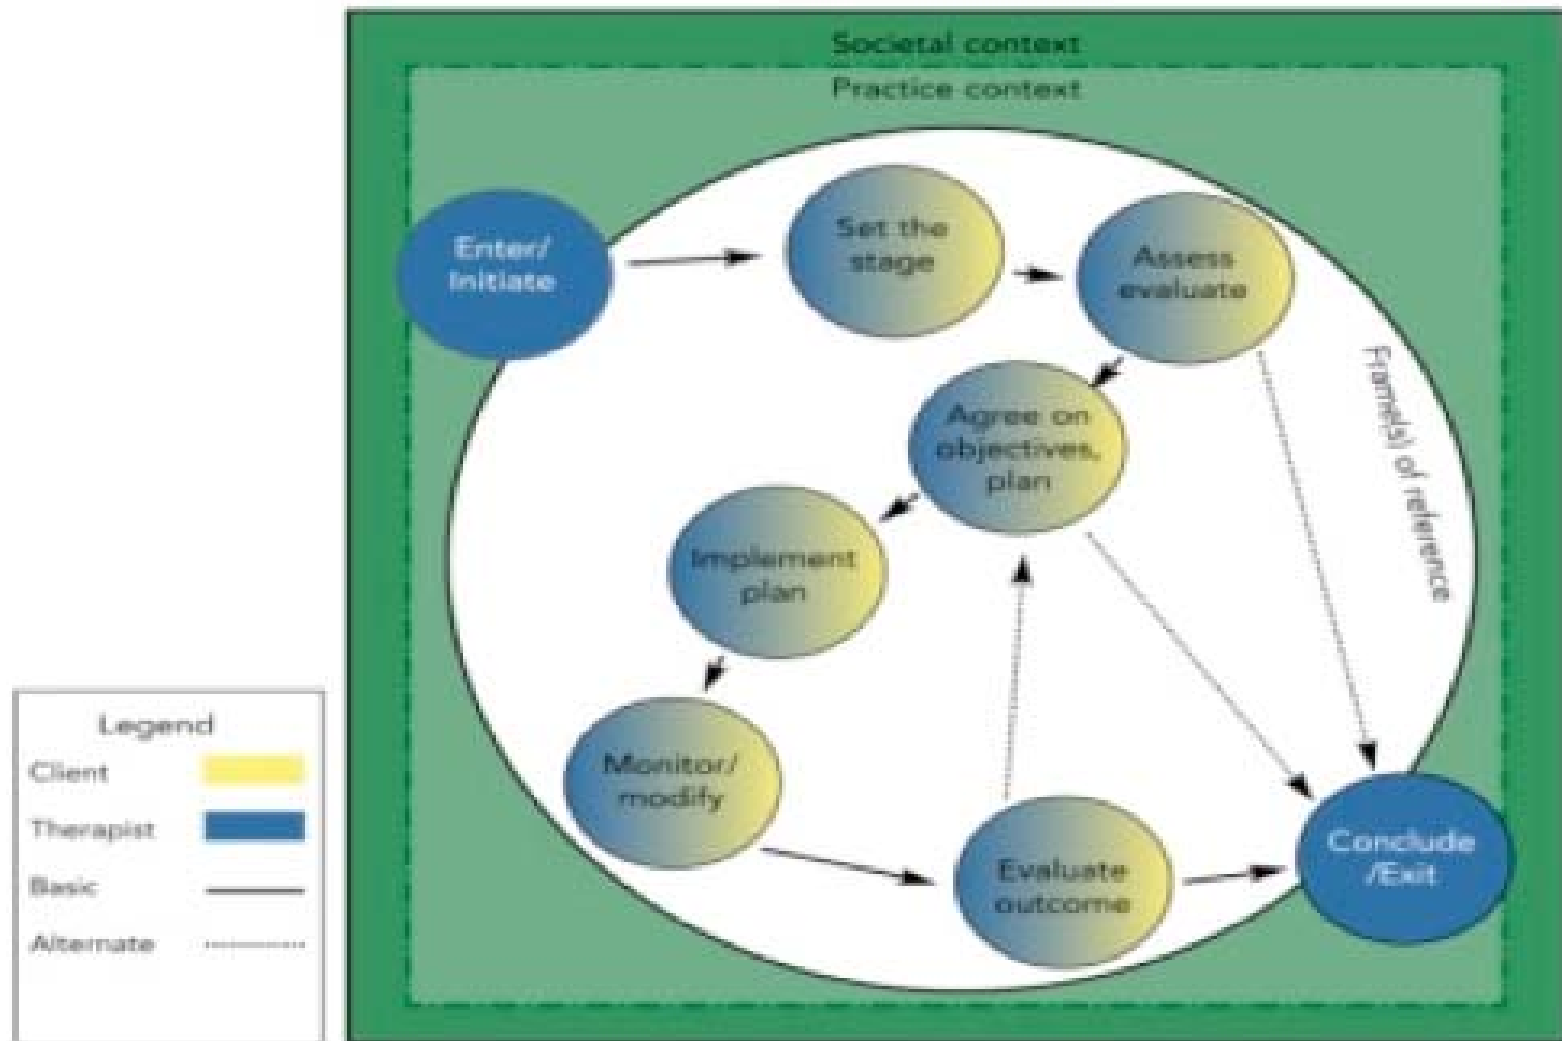 Societal context
Practice context
Enter/
Initiate
Set the
stage
Assess
evaluate
Frame(s) of reference
Agree on
objectives,
plan
Implement
plan
Monitor/
modify
Evaluate
outcome
Conclude
/Exit
Legend
Client
Therapist
Basic
Alternate